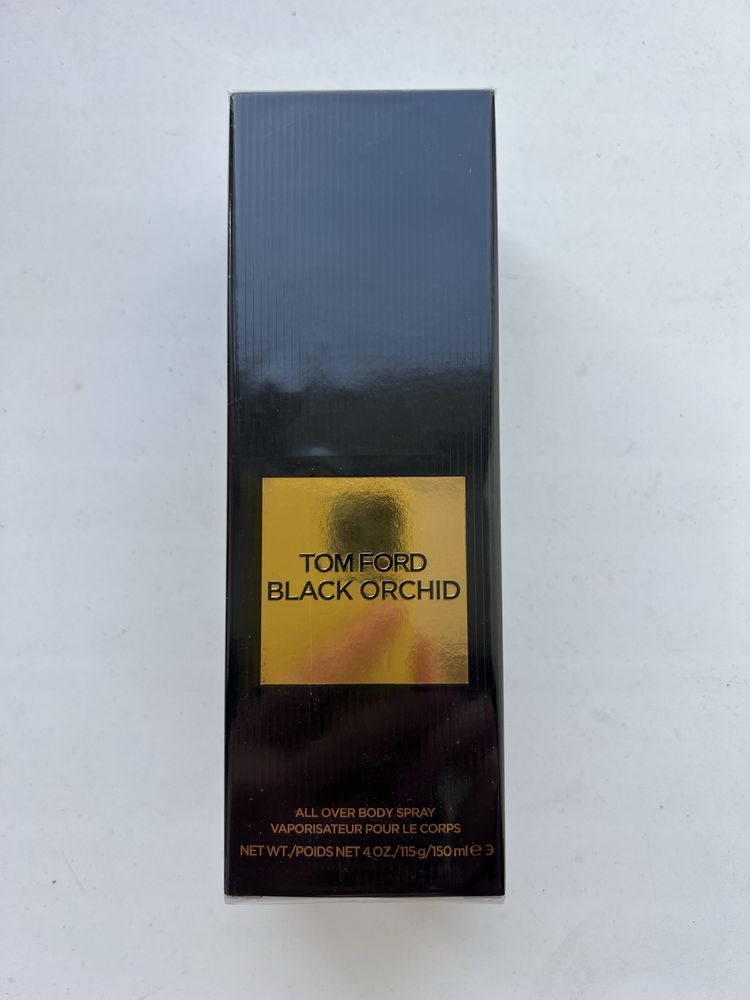 TOM FORD
BLACK ORCHID
ALL OVER BODY SPRAY
VAPORISATEUR POUR LE CORPS
NET WT./POIDS NET 4 OZ./115 g/150 ml ℮ ϶